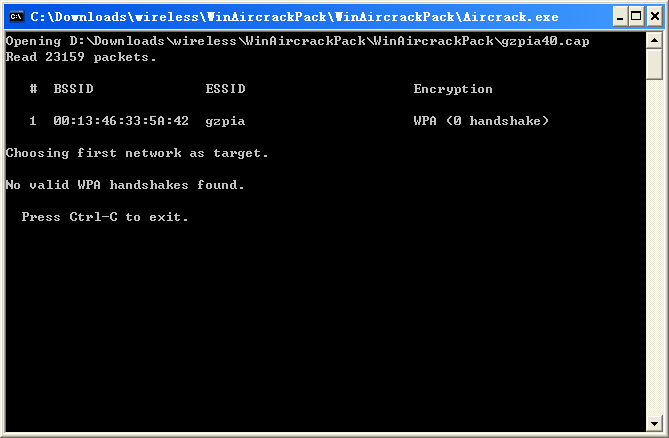 C:\Downloads\wireless\WinAircrackPack\WinAircrackPack\Aircrack.exe
Opening D:\Downloads\wireless\WinAircrackPack\WinAircrackPack\gzpia40.cap
Read 23159 packets.
# BSSID ESSID Encryption
1 00:13:46:33:5A:42 gzpia WPA (0 handshake)
Choosing first network as target.
No valid WPA handshakes found.
Press Ctrl-C to exit.